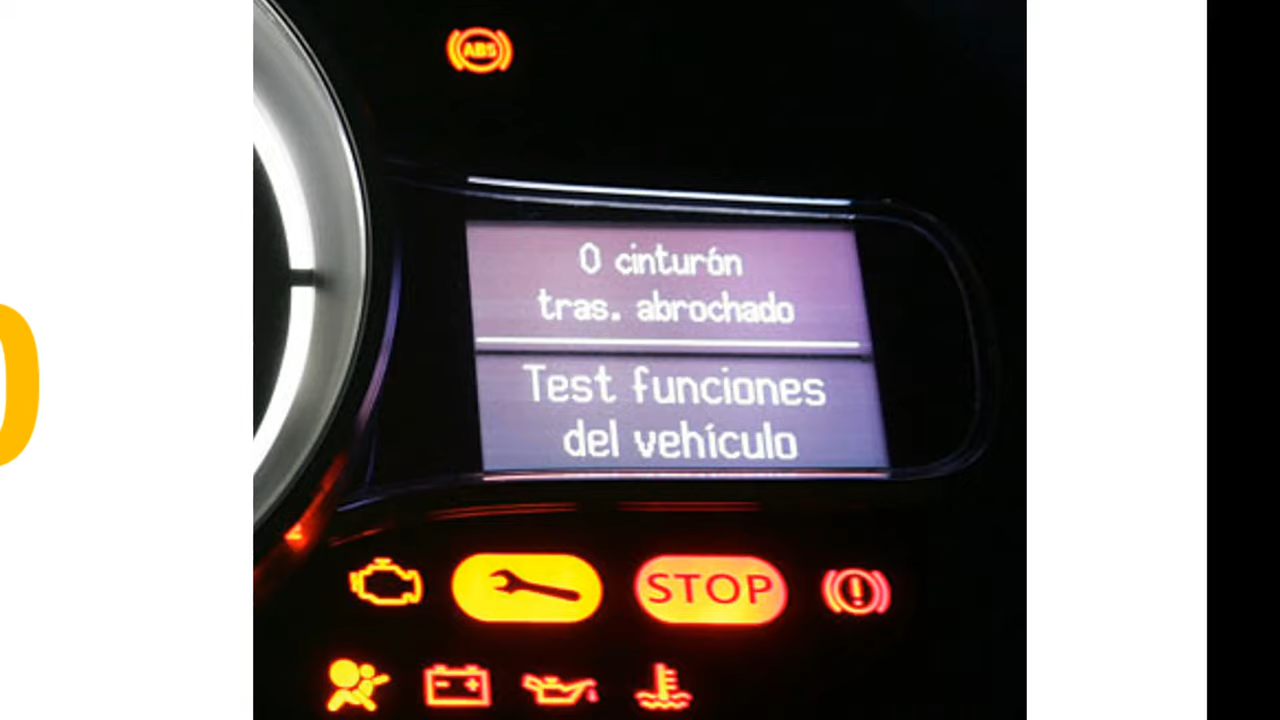 ABS
0 cinturón
tras. abrochado
Test funciones
del vehículo
STOP